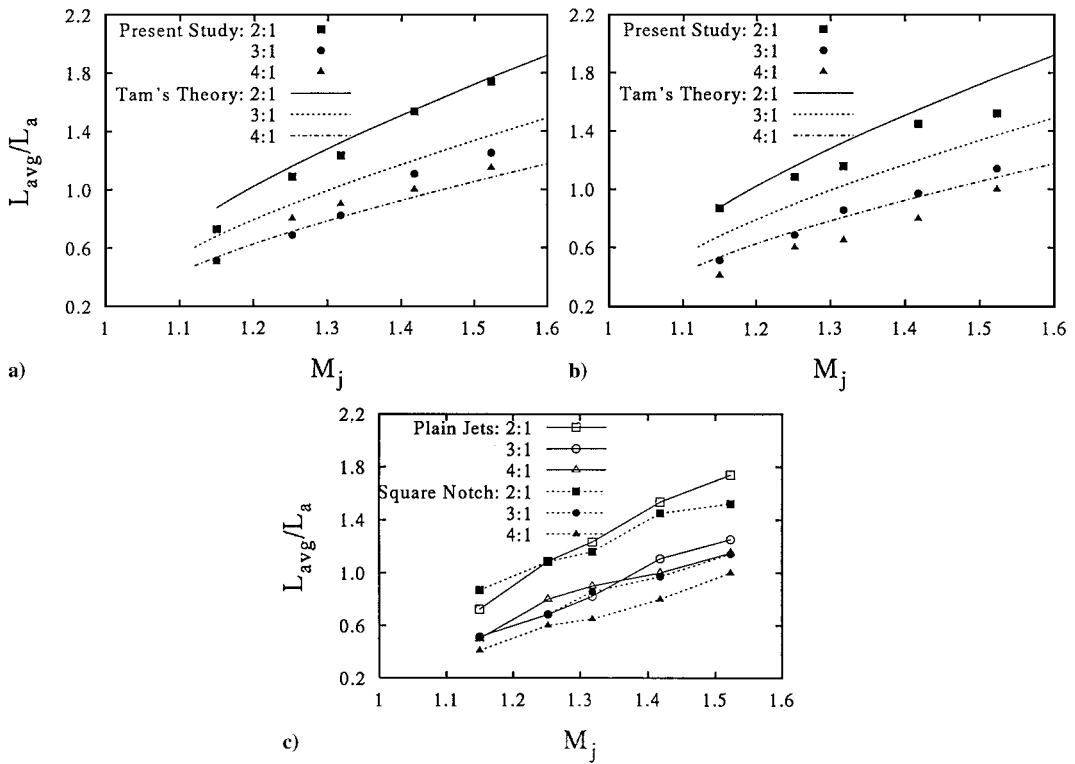 2.2
1.8
1.4
1.0
0.6
0.2
L_avg/L_a
Present Study: 2:1
3:1
4:1
Tam's Theory: 2:1
3:1
4:1
1 1.1 1.2 1.3 1.4 1.5 1.6
M_j
a)
2.2
1.8
1.4
1.0
0.6
0.2
Present Study: 2:1
3:1
4:1
Tam's Theory: 2:1
3:1
4:1
1 1.1 1.2 1.3 1.4 1.5 1.6
M_j
b)
2.2
1.8
1.4
1.0
0.6
0.2
L_avg/L_a
Plain Jets: 2:1
3:1
4:1
Square Notch: 2:1
3:1
4:1
1 1.1 1.2 1.3 1.4 1.5 1.6
M_j
c)